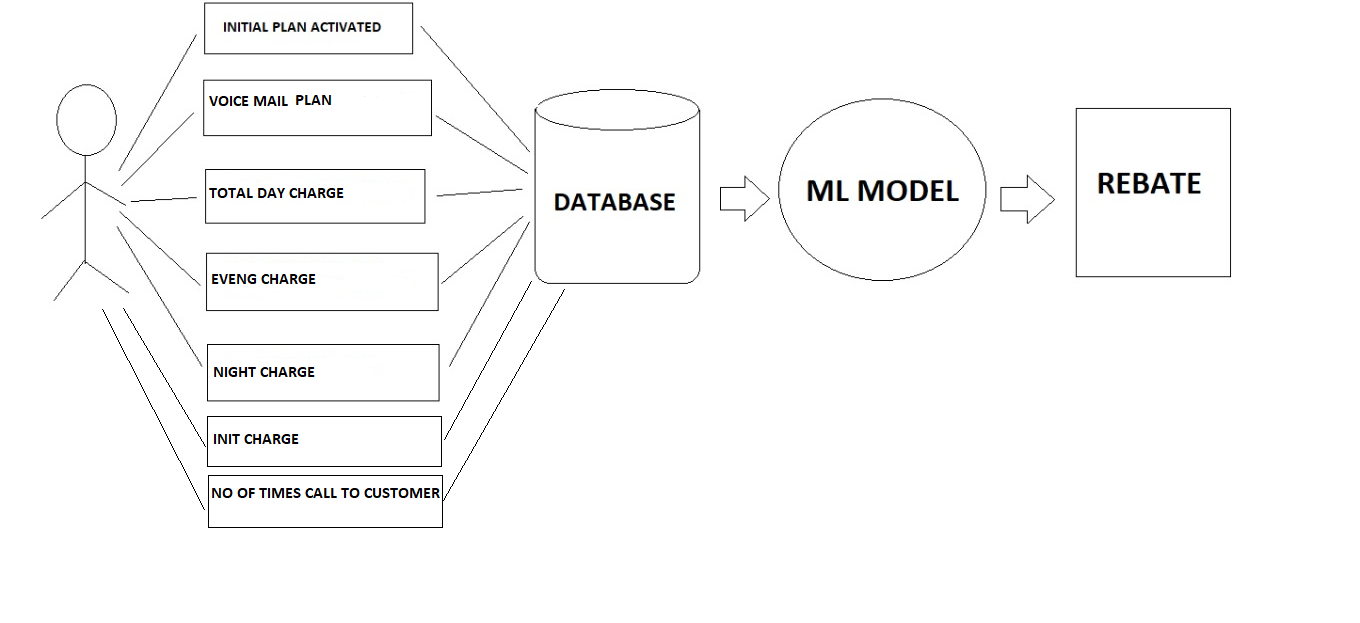 INITIAL PLAN ACTIVATED
VOICE MAIL PLAN
TOTAL DAY CHARGE
EVENG CHARGE
NIGHT CHARGE
INIT CHARGE
NO OF TIMES CALL TO CUSTOMER
DATABASE
ML MODEL
REBATE